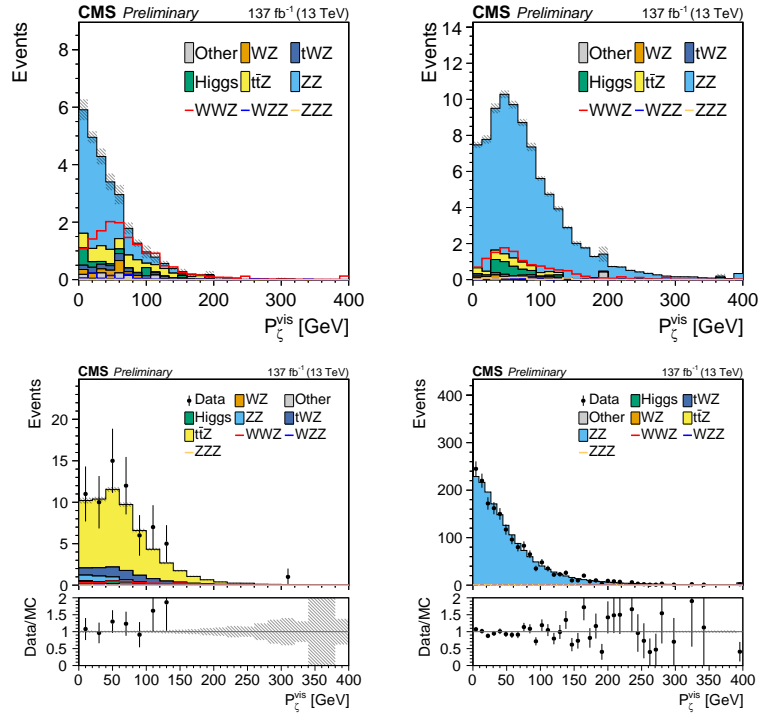 CMS Preliminary 137 fb⁻¹ (13 TeV)
Events
8
6
4
2
0
Other WZ tWZ
Higgs tt̄Z ZZ
WWZ WZZ ZZZ
0 100 200 300 400
P_ζ^vis [GeV]
CMS Preliminary 137 fb⁻¹ (13 TeV)
Events
14
12
10
8
6
4
2
0
Other WZ tWZ
Higgs tt̄Z ZZ
WWZ WZZ ZZZ
0 100 200 300 400
P_ζ^vis [GeV]
CMS Preliminary 137 fb⁻¹ (13 TeV)
Events
20
15
10
5
0
Data WZ Other
Higgs ZZ tWZ
tt̄Z WWZ WZZ
ZZZ
Data/MC
2
1.5
1
0.5
0
0 50 100 150 200 250 300 350 400
P_ζ^vis [GeV]
CMS Preliminary 137 fb⁻¹ (13 TeV)
Events
400
300
200
100
0
Data Higgs tWZ
Other WZ tt̄Z
ZZ WWZ WZZ
ZZZ
Data/MC
2
1.5
1
0.5
0
0 50 100 150 200 250 300 350 400
P_ζ^vis [GeV]